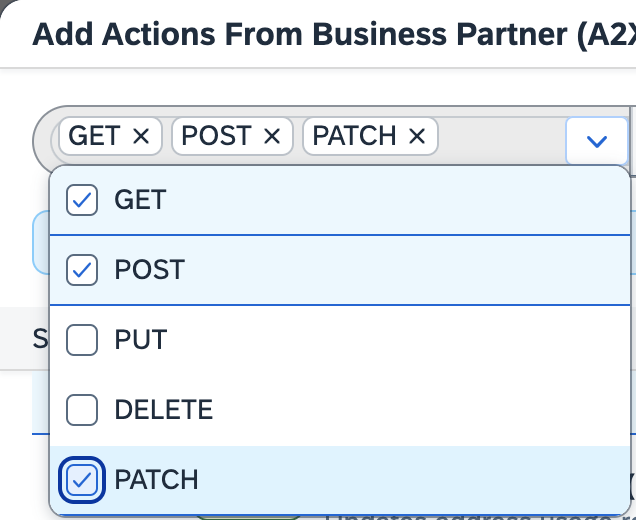 Add Actions From Business Partner (A2X
GET POST PATCH
GET
POST
S
PUT
DELETE
PATCH